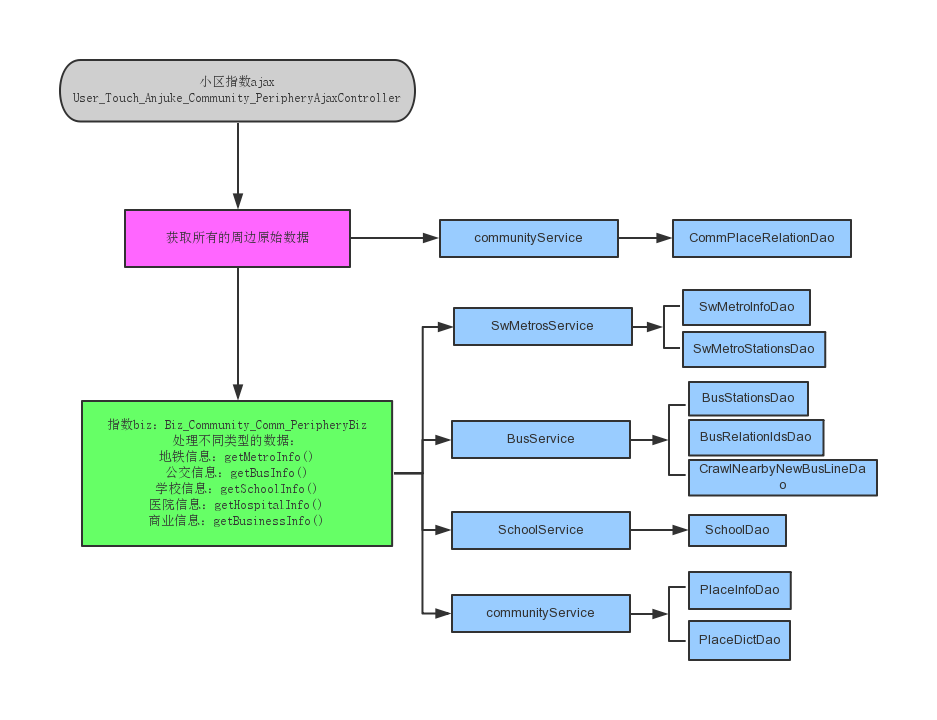 小区指数ajax
User_Touch_Anjuke_Community_PeripheryAjaxController
获取所有的周边原始数据
communityService
CommPlaceRelationDao
SwMetrosService
SwMetroInfoDao
SwMetroStationsDao
指数biz：Biz_Community_Comm_PeripheryBiz
处理不同类型的数据：
地铁信息：getMetroInfo()
公交信息：getBusInfo()
学校信息：getSchoolInfo()
医院信息：getHospitalInfo()
商业信息：getBusinessInfo()
BusService
BusStationsDao
BusRelationIdsDao
CrawlNearbyNewBusLineDa
o
SchoolService
SchoolDao
communityService
PlaceInfoDao
PlaceDictDao